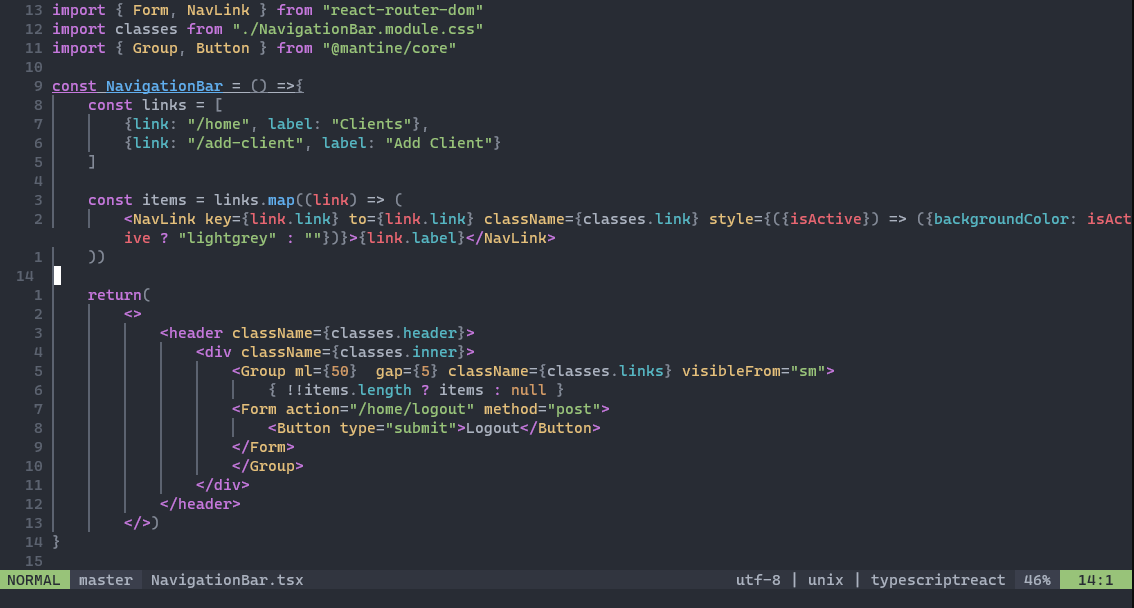 13 import { Form, NavLink } from "react-router-dom"
12 import classes from "./NavigationBar.module.css"
11 import { Group, Button } from "@mantine/core"
10
9 const NavigationBar = () =>{
8     const links = [
7         {link: "/home", label: "Clients"},
6         {link: "/add-client", label: "Add Client"}
5     ]
4
3     const items = links.map((link) => (
2         <NavLink key={link.link} to={link.link} className={classes.link} style={({isActive}) => ({backgroundColor: isAct
ive ? "lightgrey" : ""})}>{link.label}</NavLink>
1     ))
14
1     return(
2         <>
3             <header className={classes.header}>
4                 <div className={classes.inner}>
5                     <Group ml={50}  gap={5} className={classes.links} visibleFrom="sm">
6                         { !!items.length ? items : null }
7                     <Form action="/home/logout" method="post">
8                         <Button type="submit">Logout</Button>
9                     </Form>
10                     </Group>
11                 </div>
12             </header>
13         </>)
14 }
15
NORMAL master NavigationBar.tsx utf-8 | unix | typescriptreact 46% 14:1